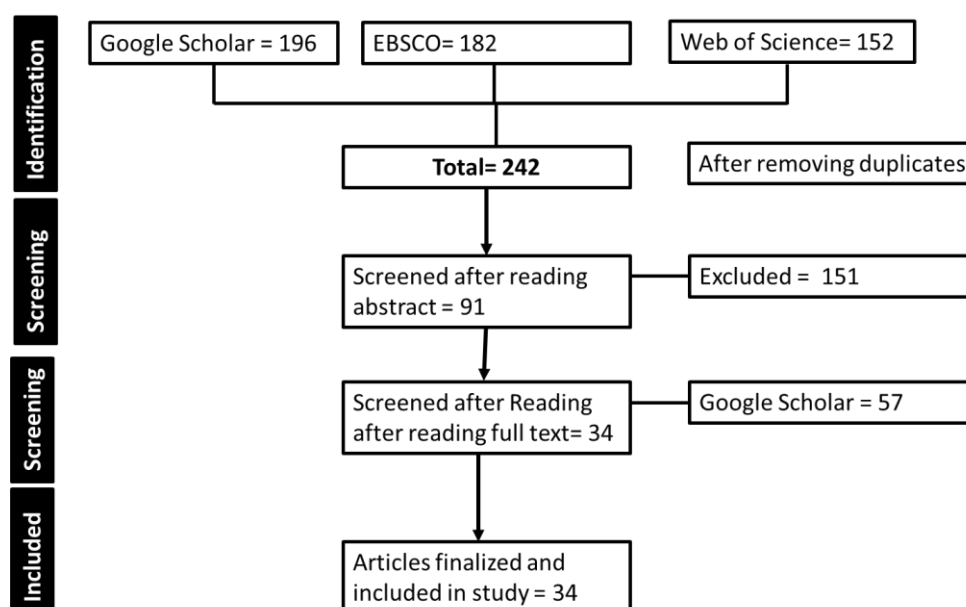 Identification
Google Scholar = 196
EBSCO= 182
Web of Science= 152
Total= 242
After removing duplicates
Screening
Screened after reading
abstract = 91
Excluded =  151
Screening
Screened after Reading
after reading full text= 34
Google Scholar = 57
Included
Articles finalized and
included in study = 34